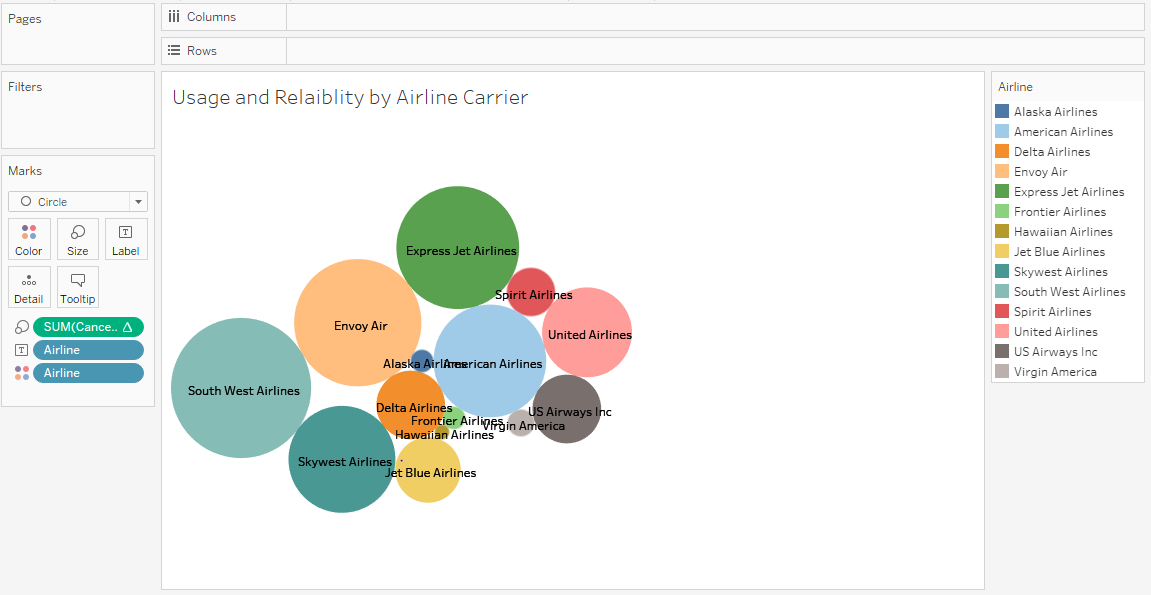 Pages
Columns
Rows
Filters
Marks
Circle
Color
Size
Label
Detail
Tooltip
SUM(Cance.. Δ
Airline
Airline
Usage and Relaiblity by Airline Carrier
Express Jet Airlines
Spirit Airlines
Envoy Air
United Airlines
Alaska Airlines
American Airlines
South West Airlines
Delta Airlines
US Airways Inc
Frontier Airlines
Virgin America
Hawaiian Airlines
Skywest Airlines
Jet Blue Airlines
Airline
Alaska Airlines
American Airlines
Delta Airlines
Envoy Air
Express Jet Airlines
Frontier Airlines
Hawaiian Airlines
Jet Blue Airlines
Skywest Airlines
South West Airlines
Spirit Airlines
United Airlines
US Airways Inc
Virgin America